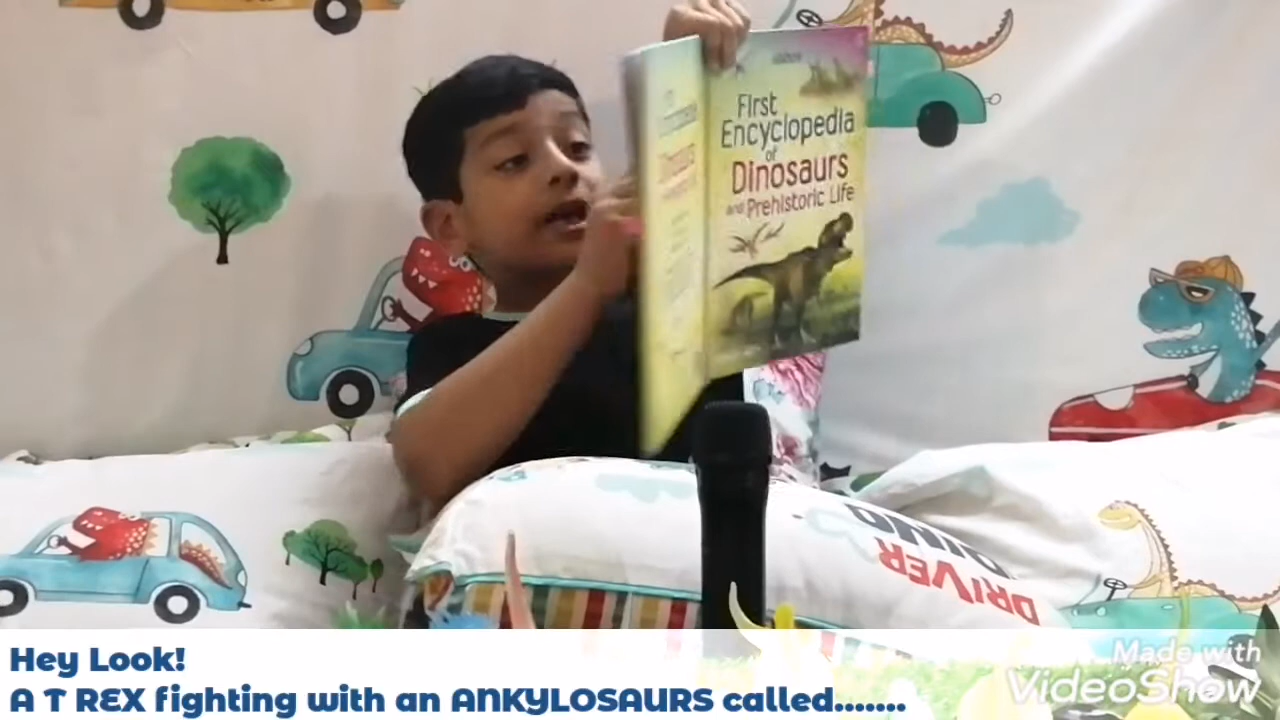 First
Encyclopedia
of
Dinosaurs
and Prehistoric Life
DRIVER
DINO
Hey Look!
A T REX fighting with an ANKYLOSAURS called.......
Made with
VideoShow